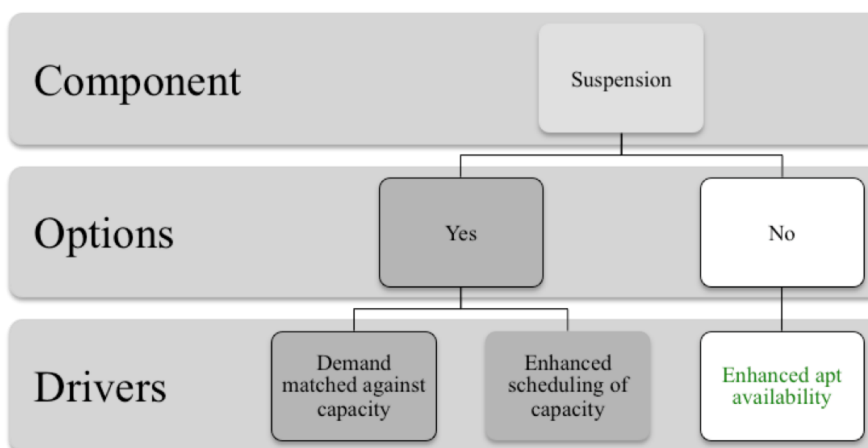 Component
Suspension
Options
Yes
No
Drivers
Demand
matched against
capacity
Enhanced
scheduling of
capacity
Enhanced apt
availability